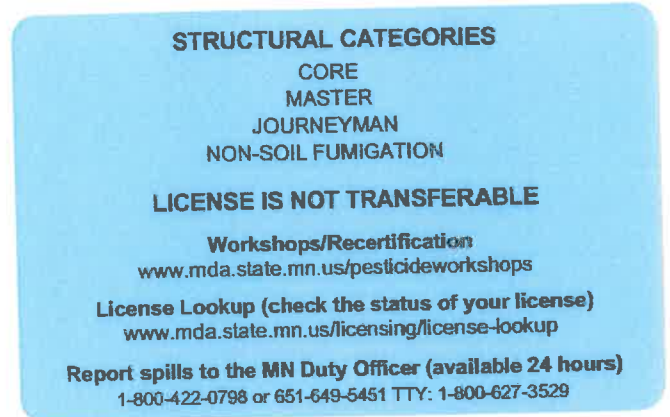 STRUCTURAL CATEGORIES
CORE
MASTER
JOURNEYMAN
NON-SOIL FUMIGATION
LICENSE IS NOT TRANSFERABLE
Workshops/Recertification
www.mda.state.mn.us/pesticideworkshops
License Lookup (check the status of your license)
www.mda.state.mn.us/licensing/license-lookup
Report spills to the MN Duty Officer (available 24 hours)
1-800-422-0798 or 651-649-5451 TTY: 1-800-627-3529